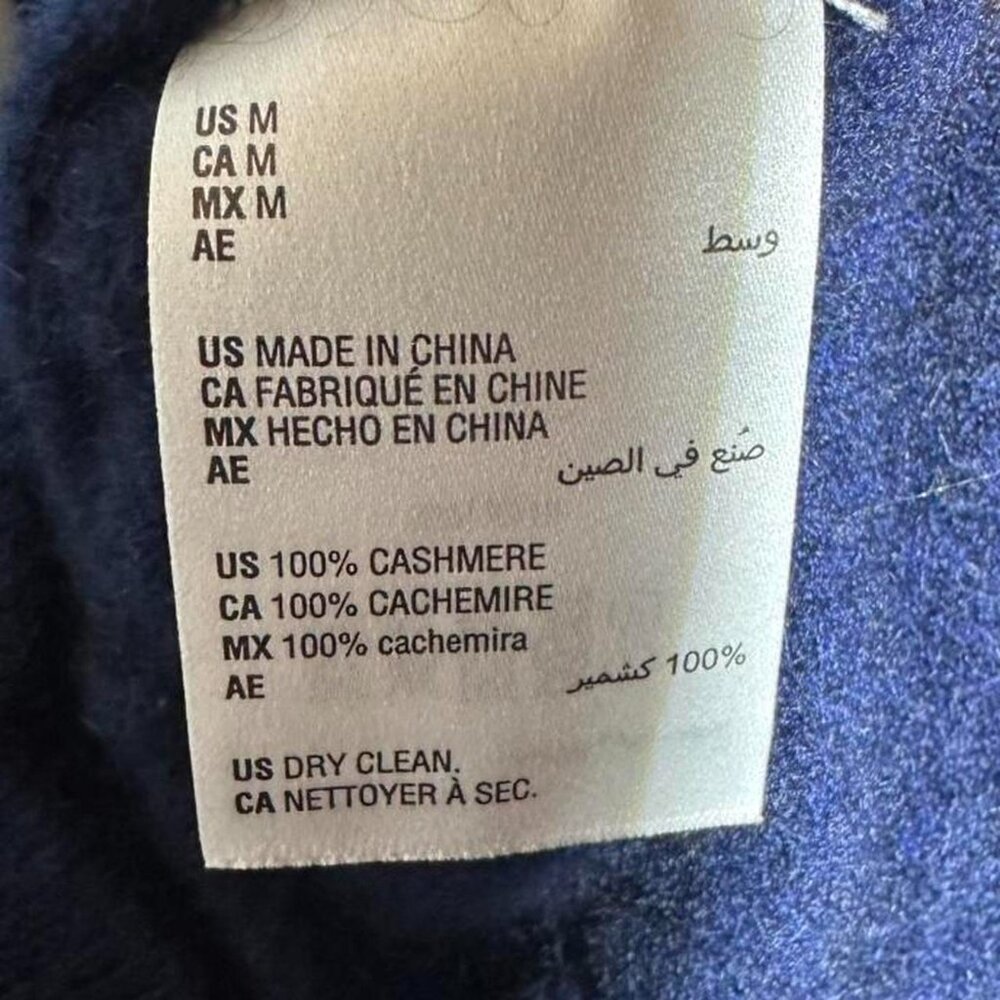 US M
CA M
MX M
AE وسط
US MADE IN CHINA
CA FABRIQUÉ EN CHINE
MX HECHO EN CHINA
AE صُنع في الصين
US 100% CASHMERE
CA 100% CACHEMIRE
MX 100% cachemira
AE 100% كشمير
US DRY CLEAN.
CA NETTOYER À SEC.